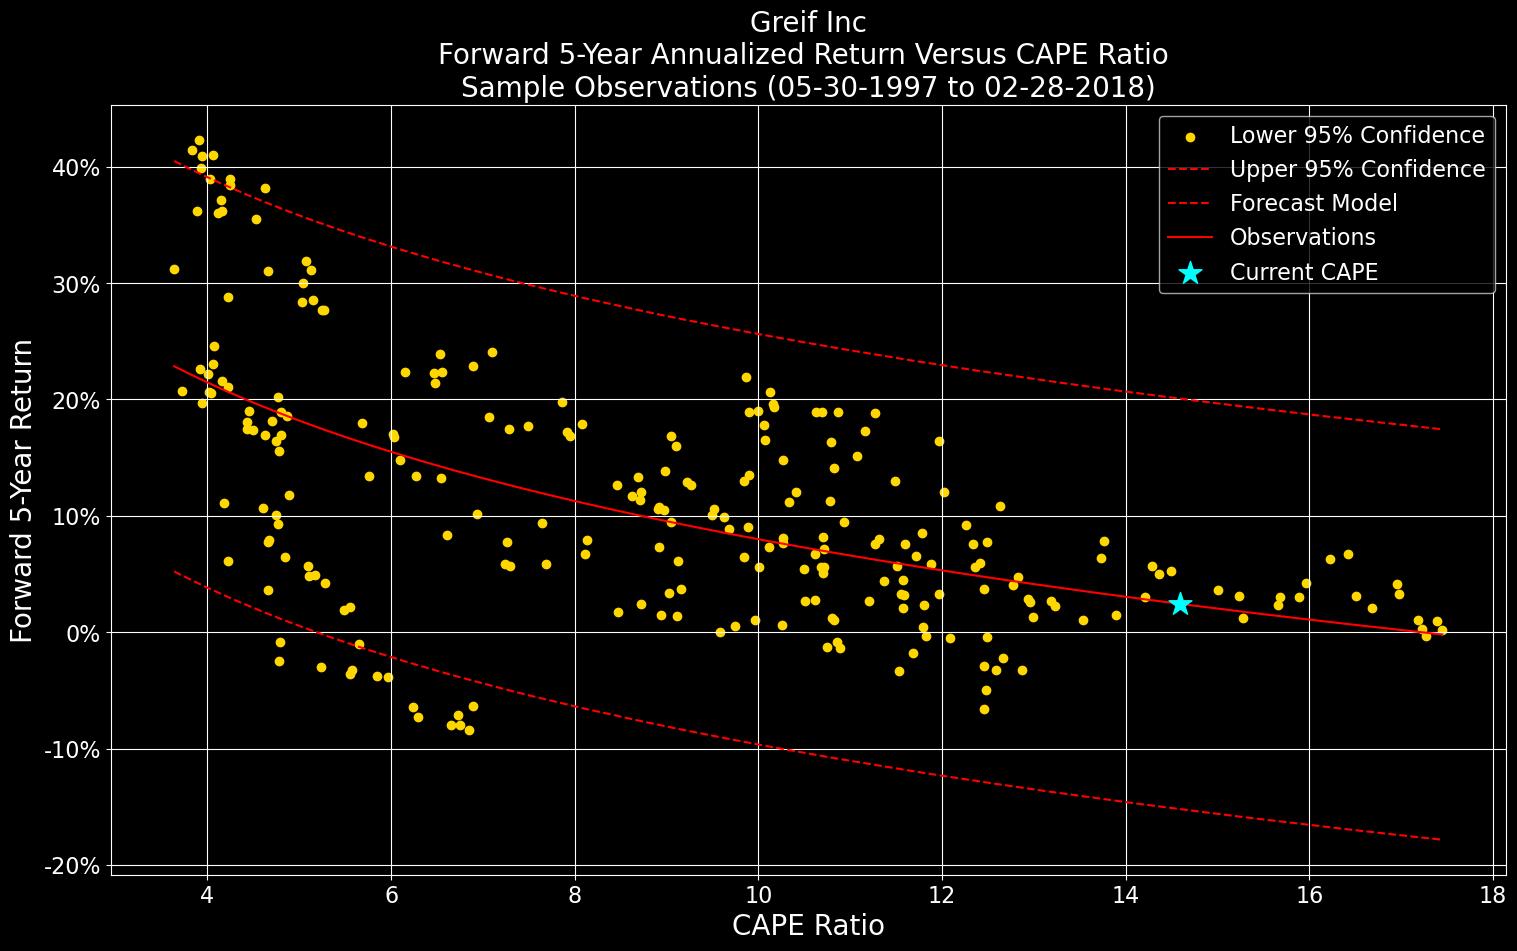 Greif Inc
Forward 5-Year Annualized Return Versus CAPE Ratio
Sample Observations (05-30-1997 to 02-28-2018)
Lower 95% Confidence
Upper 95% Confidence
Forecast Model
Observations
Current CAPE
Forward 5-Year Return
40%
30%
20%
10%
0%
-10%
-20%
4 6 8 10 12 14 16 18
CAPE Ratio